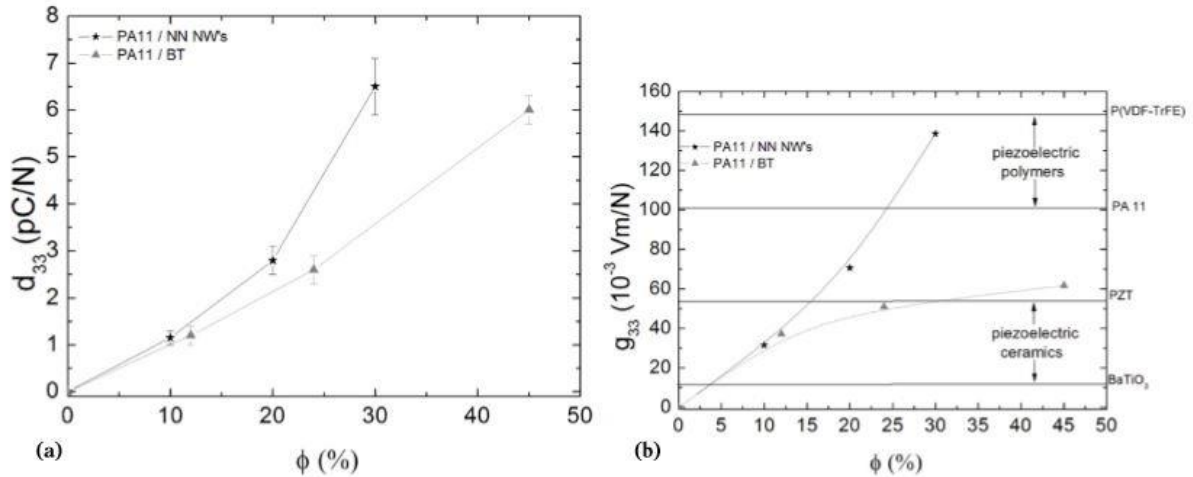 8
7
6
5
4
3
2
1
0
d33 (pC/N)
PA11 / NN NW's
PA11 / BT
0 10 20 30 40 50
(a)
ϕ (%)
160
140
120
100
80
60
40
20
0
g33 (10-3 Vm/N)
PA11 / NN NW's
PA11 / BT
P(VDF-TrFE)
piezoelectric
polymers
PA 11
PZT
piezoelectric
ceramics
BaTiO3
0 5 10 15 20 25 30 35 40 45 50
(b)
ϕ (%)